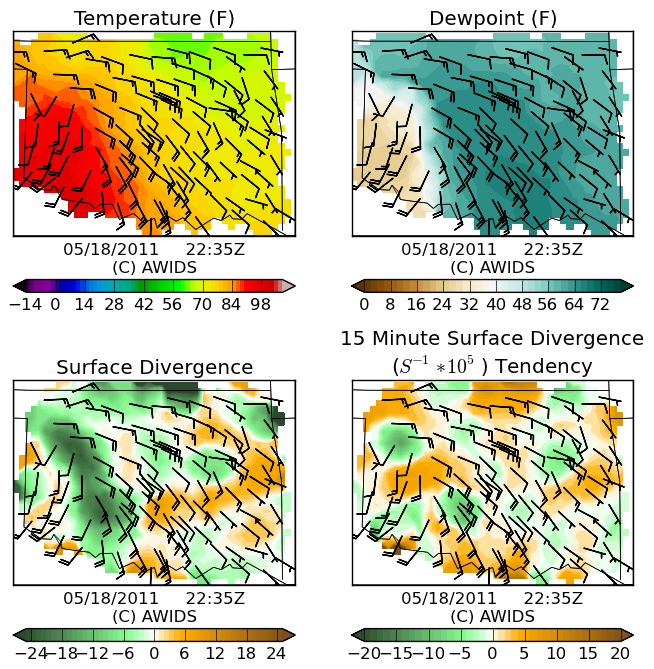 Temperature (F)
Dewpoint (F)
05/18/2011 22:35Z
(C) AWIDS
05/18/2011 22:35Z
(C) AWIDS
−14 0 14 28 42 56 70 84 98
0 8 16 24 32 40 48 56 64 72
15 Minute Surface Divergence
Surface Divergence
(S⁻¹ *10⁵ ) Tendency
05/18/2011 22:35Z
(C) AWIDS
05/18/2011 22:35Z
(C) AWIDS
−24 −18 −12 −6 0 6 12 18 24
−20 −15 −10 −5 0 5 10 15 20